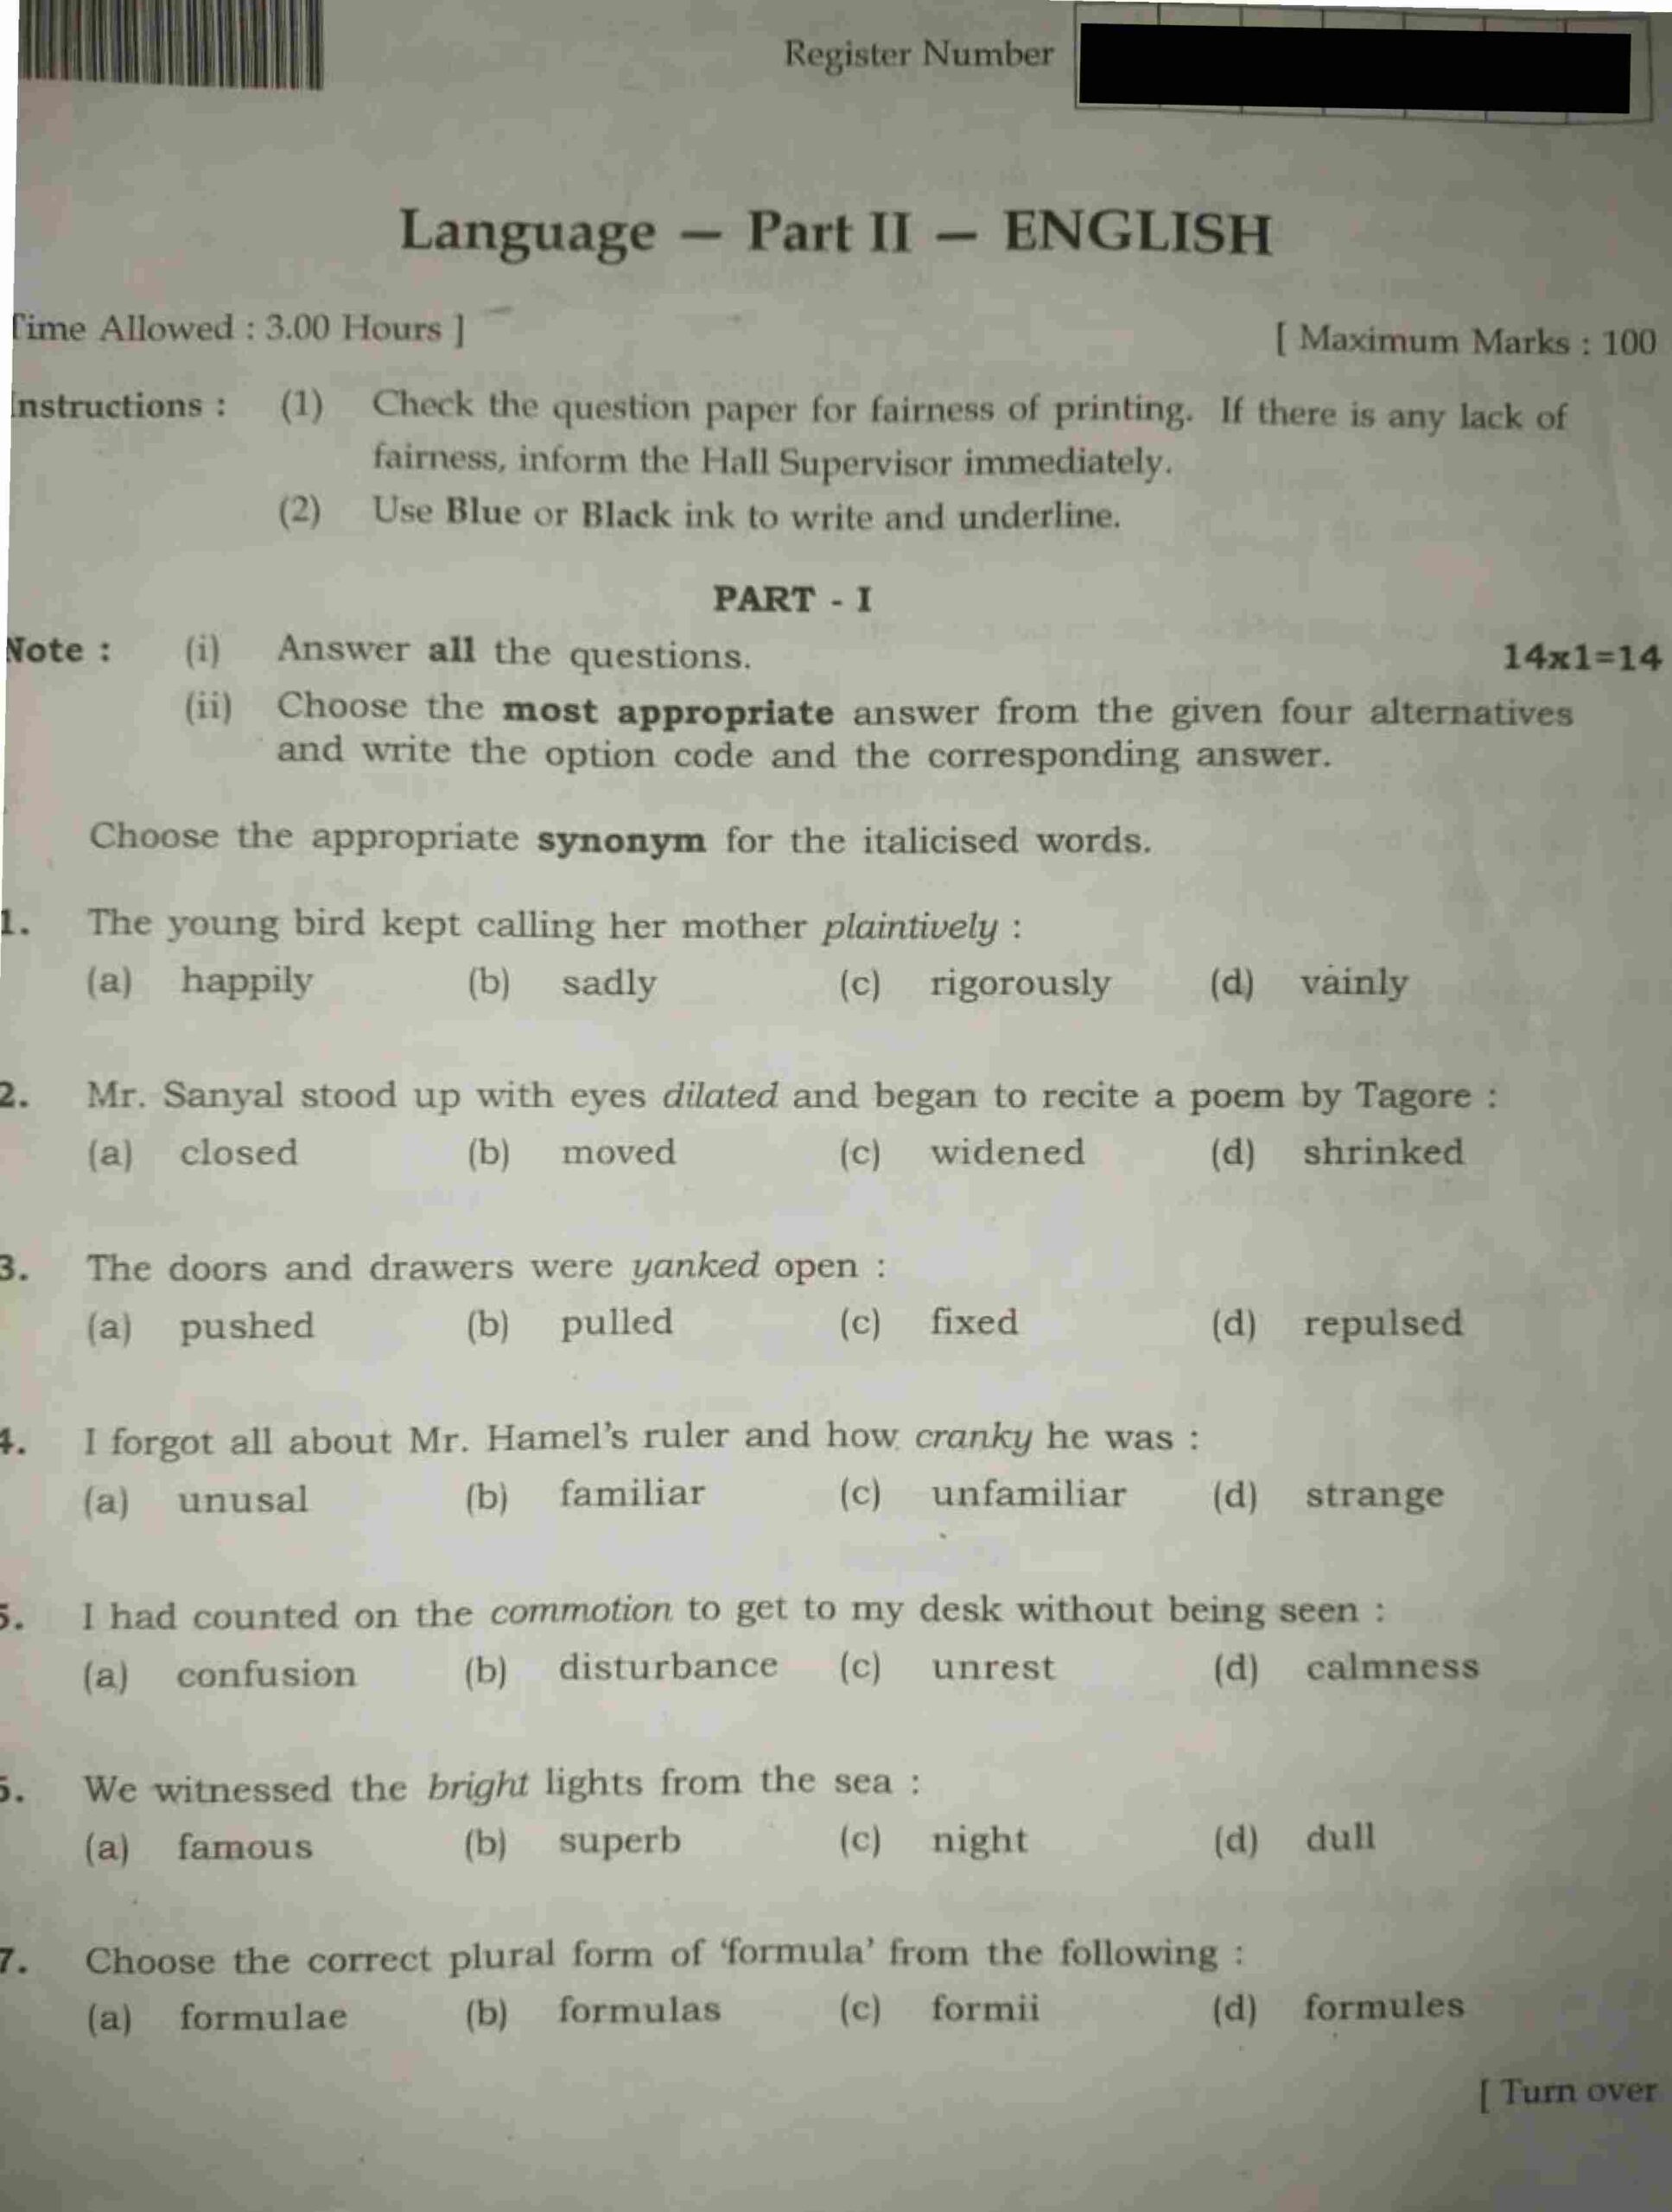 Register Number
Language — Part II — ENGLISH
Time Allowed : 3.00 Hours ]
[ Maximum Marks : 100
Instructions : (1) Check the question paper for fairness of printing. If there is any lack of
fairness, inform the Hall Supervisor immediately.
(2) Use Blue or Black ink to write and underline.
PART - I
Note : (i) Answer all the questions. 14x1=14
(ii) Choose the most appropriate answer from the given four alternatives
and write the option code and the corresponding answer.
Choose the appropriate synonym for the italicised words.
1. The young bird kept calling her mother plaintively :
(a) happily (b) sadly (c) rigorously (d) vainly
2. Mr. Sanyal stood up with eyes dilated and began to recite a poem by Tagore :
(a) closed (b) moved (c) widened (d) shrinked
3. The doors and drawers were yanked open :
(a) pushed (b) pulled (c) fixed (d) repulsed
4. I forgot all about Mr. Hamel's ruler and how cranky he was :
(a) unusal (b) familiar (c) unfamiliar (d) strange
5. I had counted on the commotion to get to my desk without being seen :
(a) confusion (b) disturbance (c) unrest (d) calmness
6. We witnessed the bright lights from the sea :
(a) famous (b) superb (c) night (d) dull
7. Choose the correct plural form of 'formula' from the following :
(a) formulae (b) formulas (c) formii (d) formules
[ Turn over